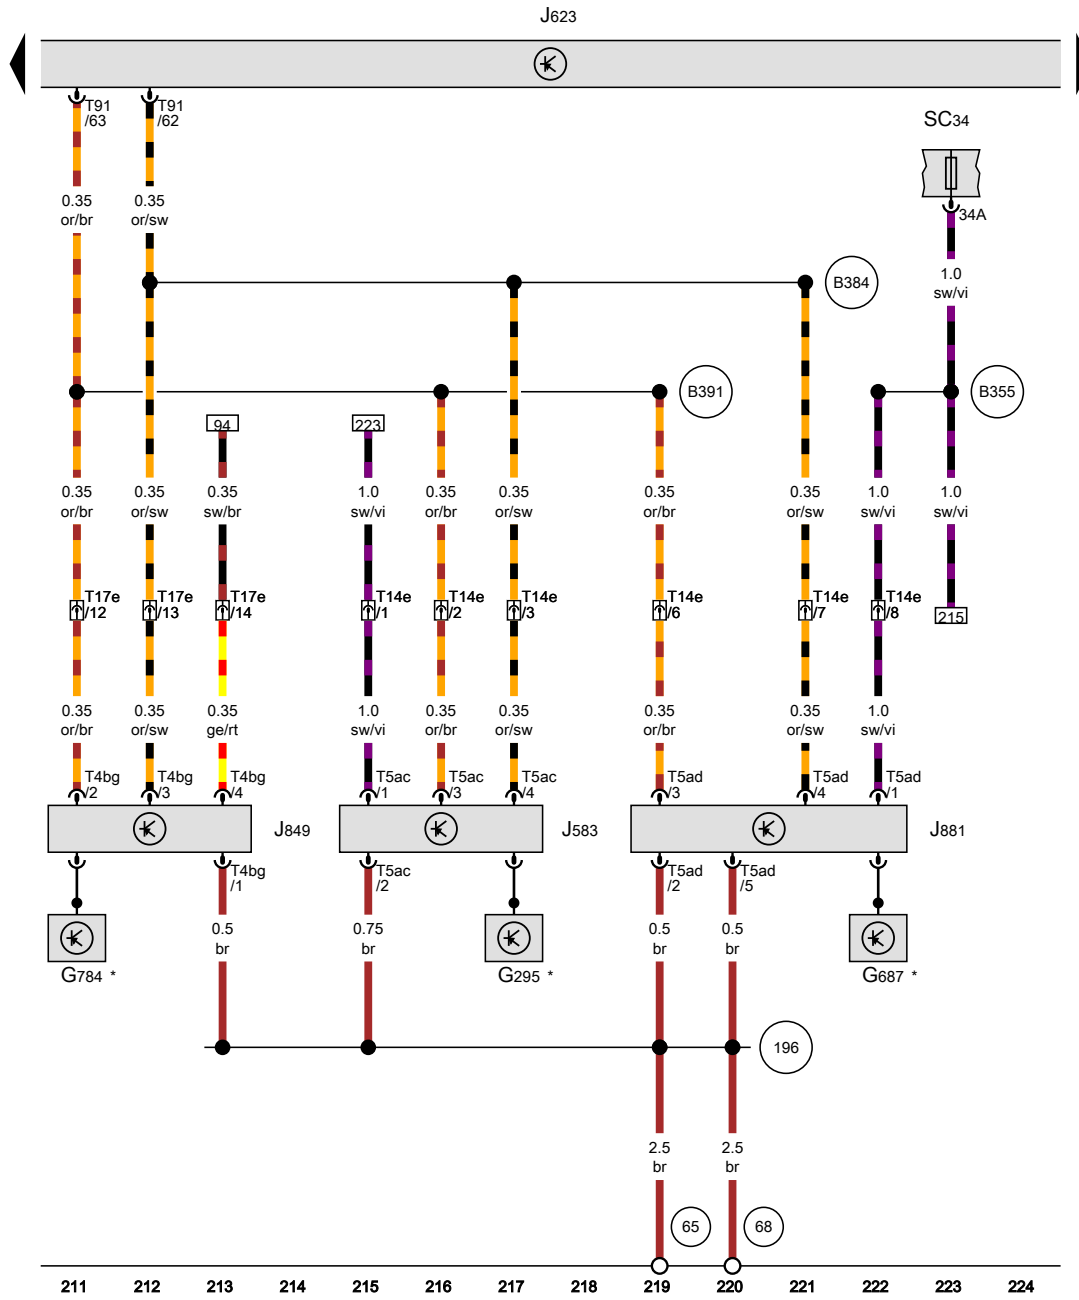 J623
T91 T91
/63 /62
SC34
0.35 0.35
or/br or/sw
34A
1.0
sw/vi
B384
B391 B355
94 223
0.35 0.35 0.35 1.0 0.35 0.35 0.35 0.35 1.0 1.0
or/br or/sw sw/br sw/vi or/br or/sw or/br or/sw sw/vi sw/vi
T17e T17e T17e T14e T14e T14e T14e T14e T14e
/12 /13 /14 /1 /2 /3 /6 /7 /8
215
0.35 0.35 0.35 1.0 0.35 0.35 0.35 0.35 1.0
or/br or/sw ge/rt sw/vi or/br or/sw or/br or/sw sw/vi
T4bg T4bg T4bg T5ac T5ac T5ac T5ad T5ad T5ad
/2 /3 /4 /1 /3 /4 /3 /4 /1
J849 J583 J881
T4bg T5ac T5ad T5ad
/1 /2 /2 /5
0.5 0.75 0.5 0.5
br br br br
G784 * G295 * G687 *
196
2.5 2.5
br br
65 68
211 212 213 214 215 216 217 218 219 220 221 222 223 224